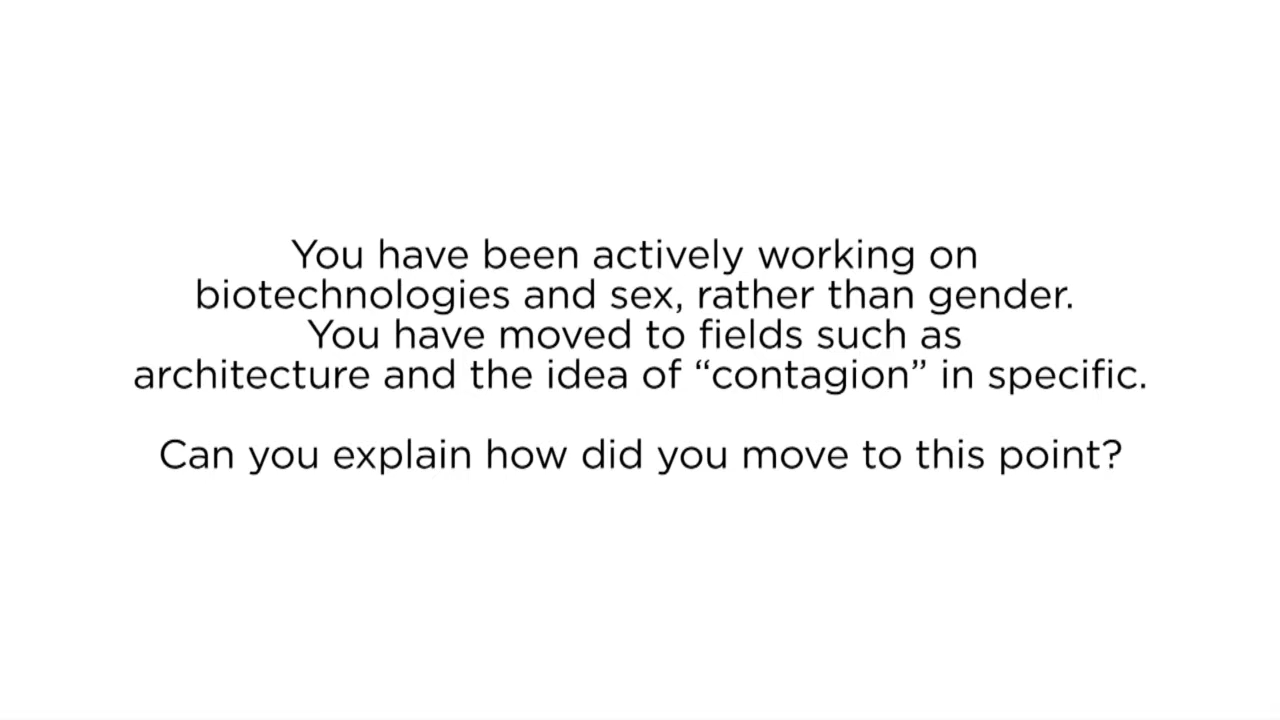 You have been actively working on
biotechnologies and sex, rather than gender.
You have moved to fields such as
architecture and the idea of “contagion” in specific.
Can you explain how did you move to this point?